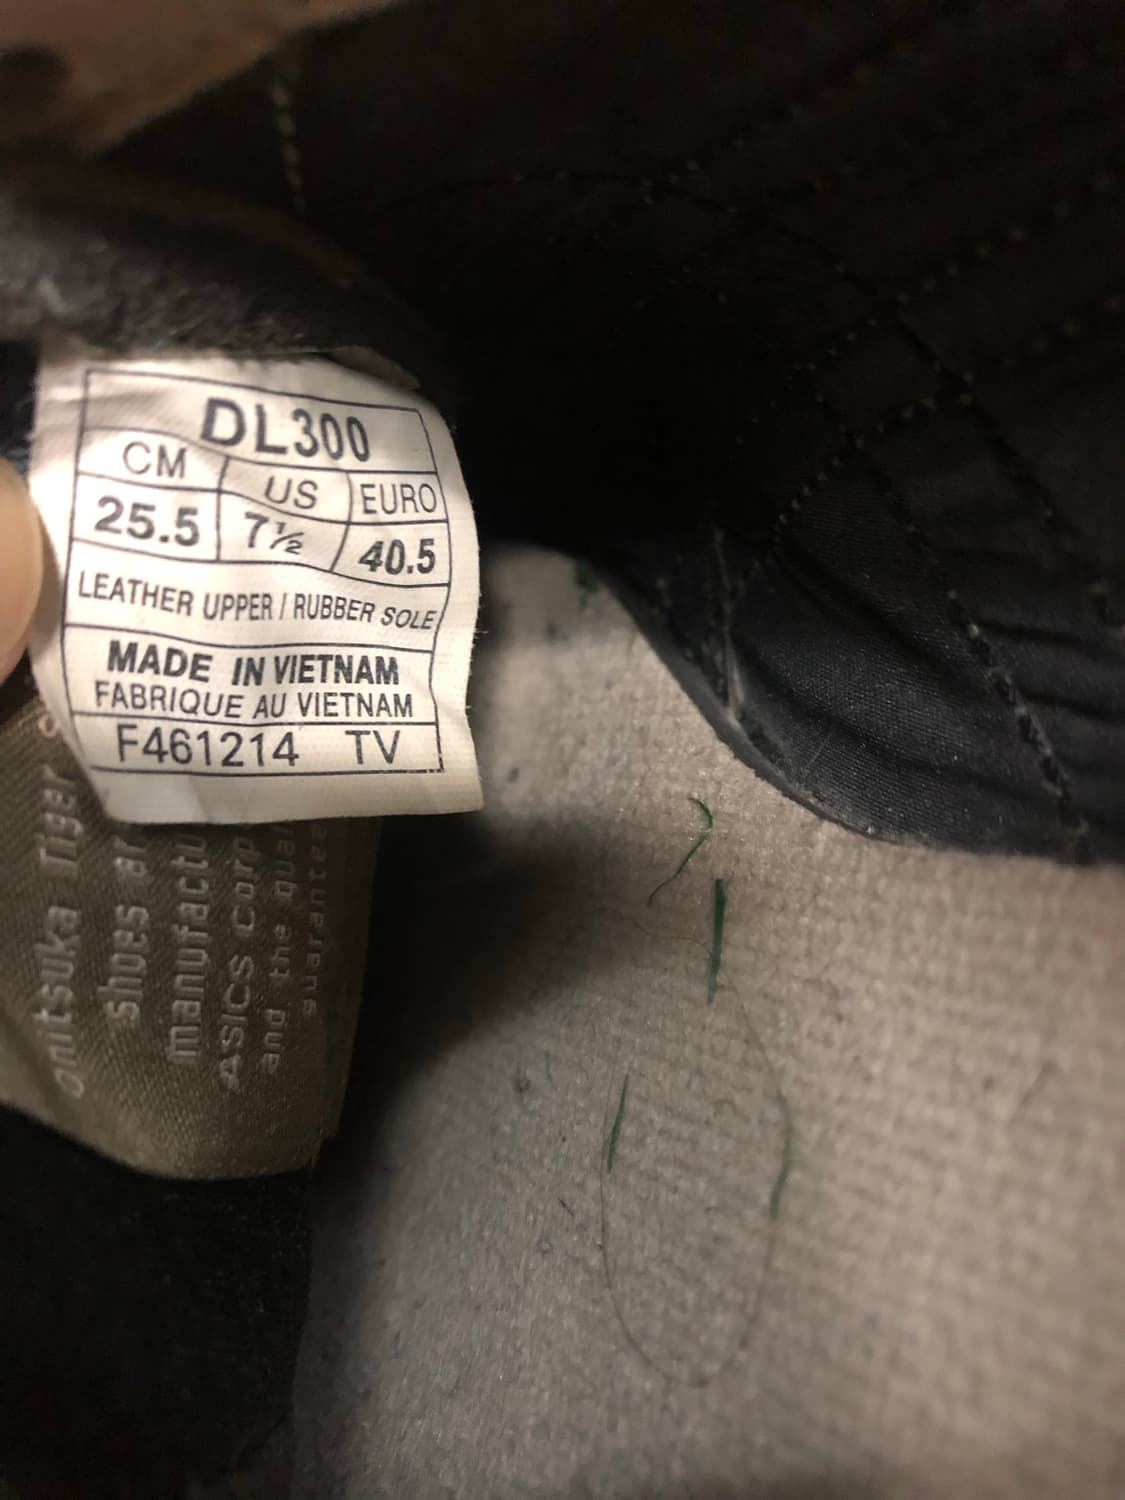 DL300
CM US EURO
25.5 7½ 40.5
LEATHER UPPER / RUBBER SOLE
MADE IN VIETNAM
FABRIQUE AU VIETNAM
F461214 TV
onitsuka Tiger
shoes ar
manufactu
ASICS Corp
and the qual
guarantee